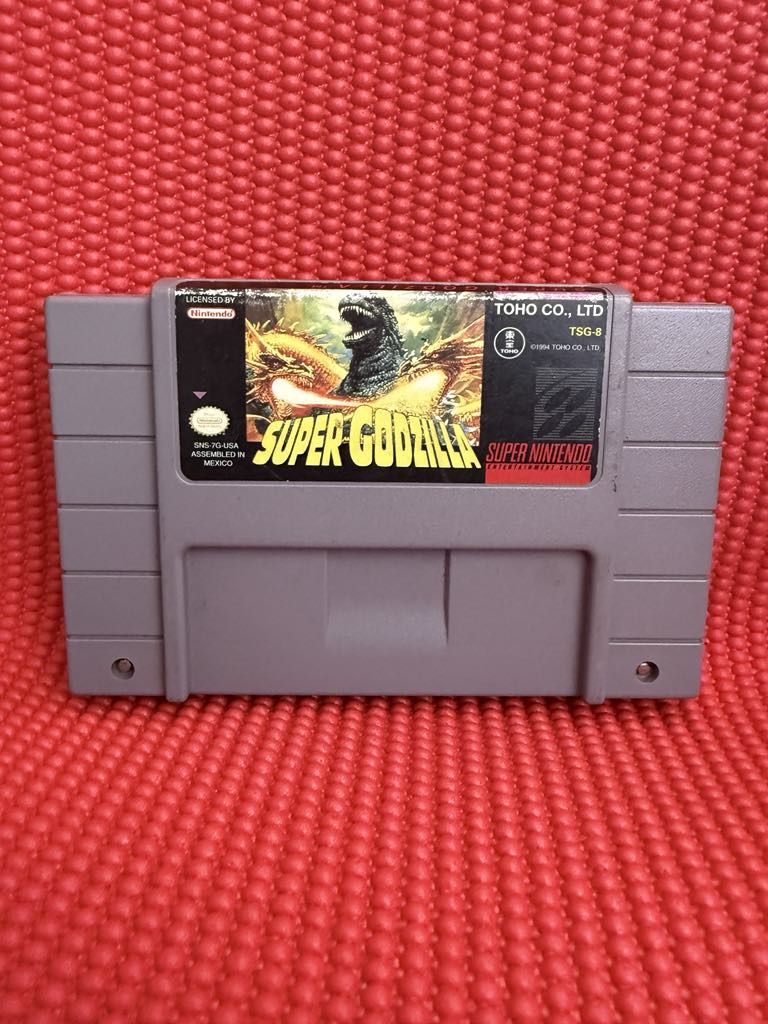 GODZILLA™
LICENSED BY
Nintendo
SNS-7G-USA
ASSEMBLED IN
MEXICO
SUPER GODZILLA
TOHO CO., LTD
TSG-8
TOHO
©1994 TOHO CO., LTD.
SUPER NINTENDO
ENTERTAINMENT SYSTEM